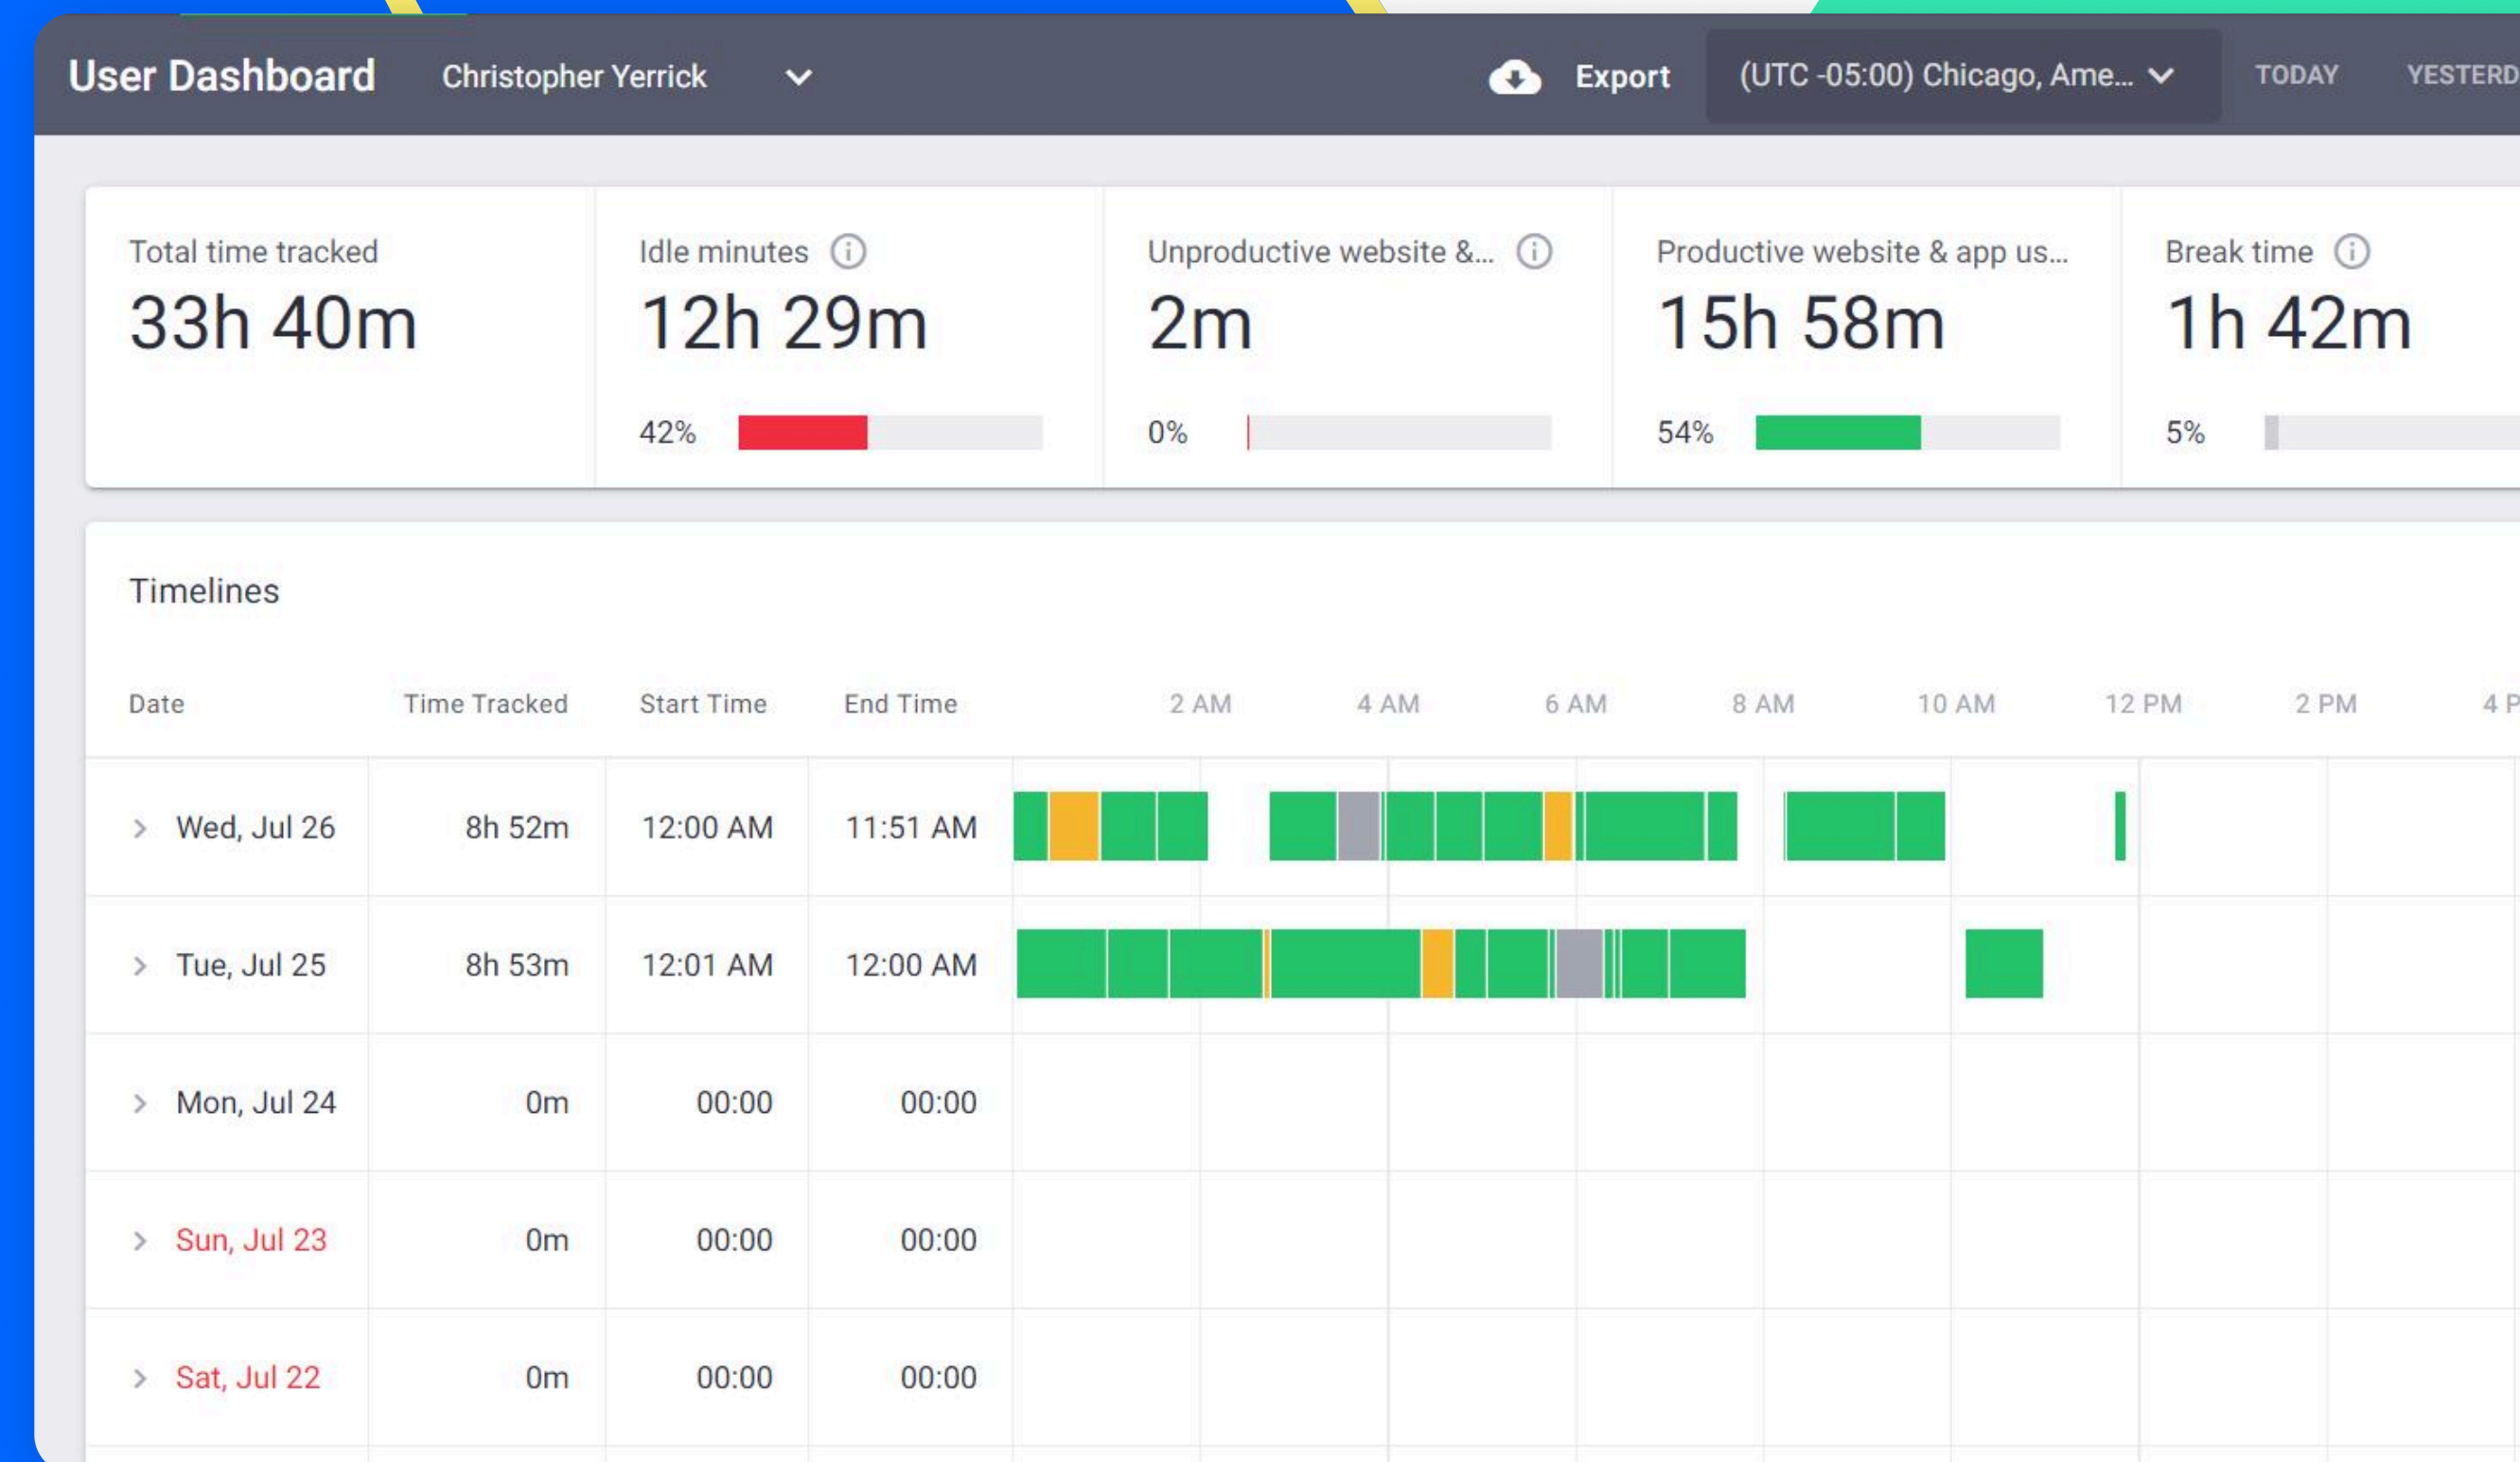 User Dashboard Christopher Yerrick Export (UTC -05:00) Chicago, Ame... TODAY YESTERD
Total time tracked Idle minutes Unproductive website &... Productive website & app us... Break time
33h 40m 12h 29m 2m 15h 58m 1h 42m
42% 0% 54% 5%
Timelines
Date Time Tracked Start Time End Time 2 AM 4 AM 6 AM 8 AM 10 AM 12 PM 2 PM 4 P
Wed, Jul 26 8h 52m 12:00 AM 11:51 AM
Tue, Jul 25 8h 53m 12:01 AM 12:00 AM
Mon, Jul 24 0m 00:00 00:00
Sun, Jul 23 0m 00:00 00:00
Sat, Jul 22 0m 00:00 00:00